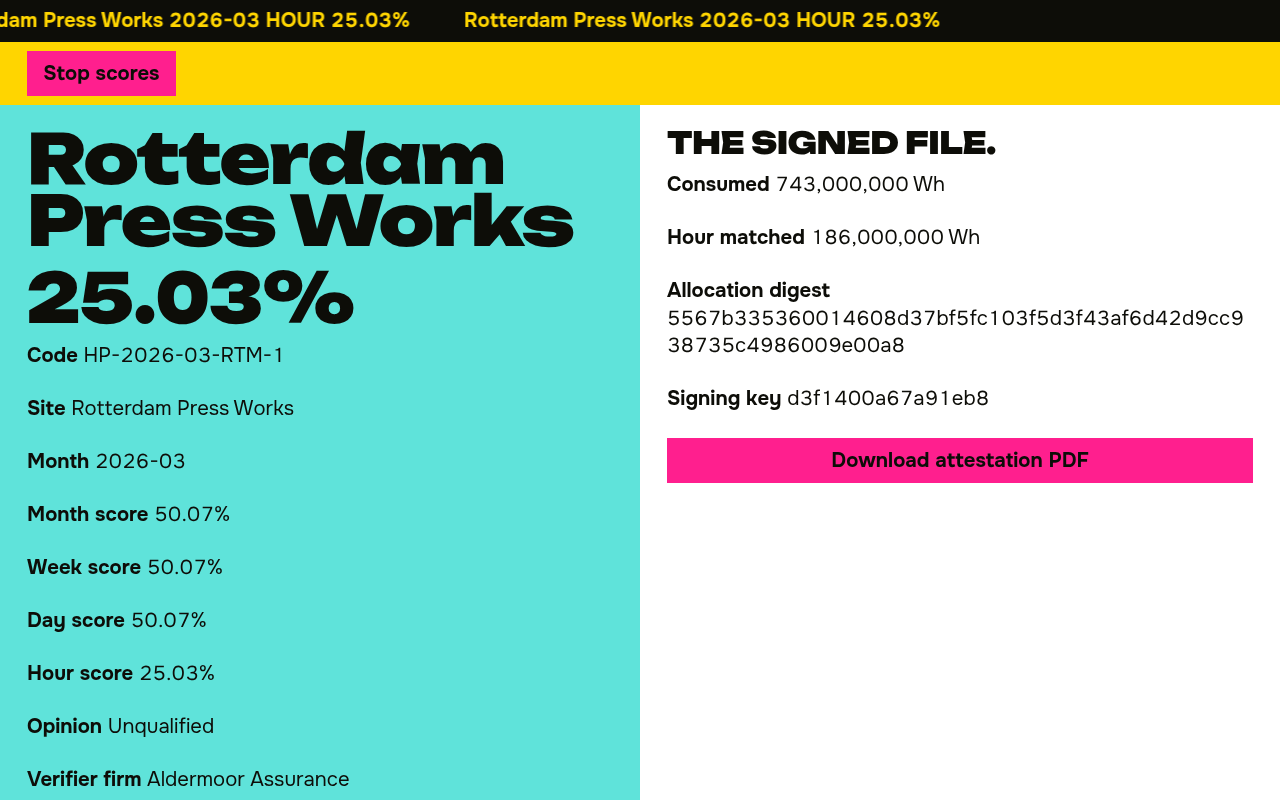 dam Press Works 2026-03 HOUR 25.03% Rotterdam Press Works 2026-03 HOUR 25.03%
Stop scores
Rotterdam
Press Works
25.03%
Code HP-2026-03-RTM-1
Site Rotterdam Press Works
Month 2026-03
Month score 50.07%
Week score 50.07%
Day score 50.07%
Hour score 25.03%
Opinion Unqualified
Verifier firm Aldermoor Assurance
THE SIGNED FILE.
Consumed 743,000,000 Wh
Hour matched 186,000,000 Wh
Allocation digest
5567b335360014608d37bf5fc103f5d3f43af6d42d9cc9
38735c4986009e00a8
Signing key d3f1400a67a91eb8
Download attestation PDF